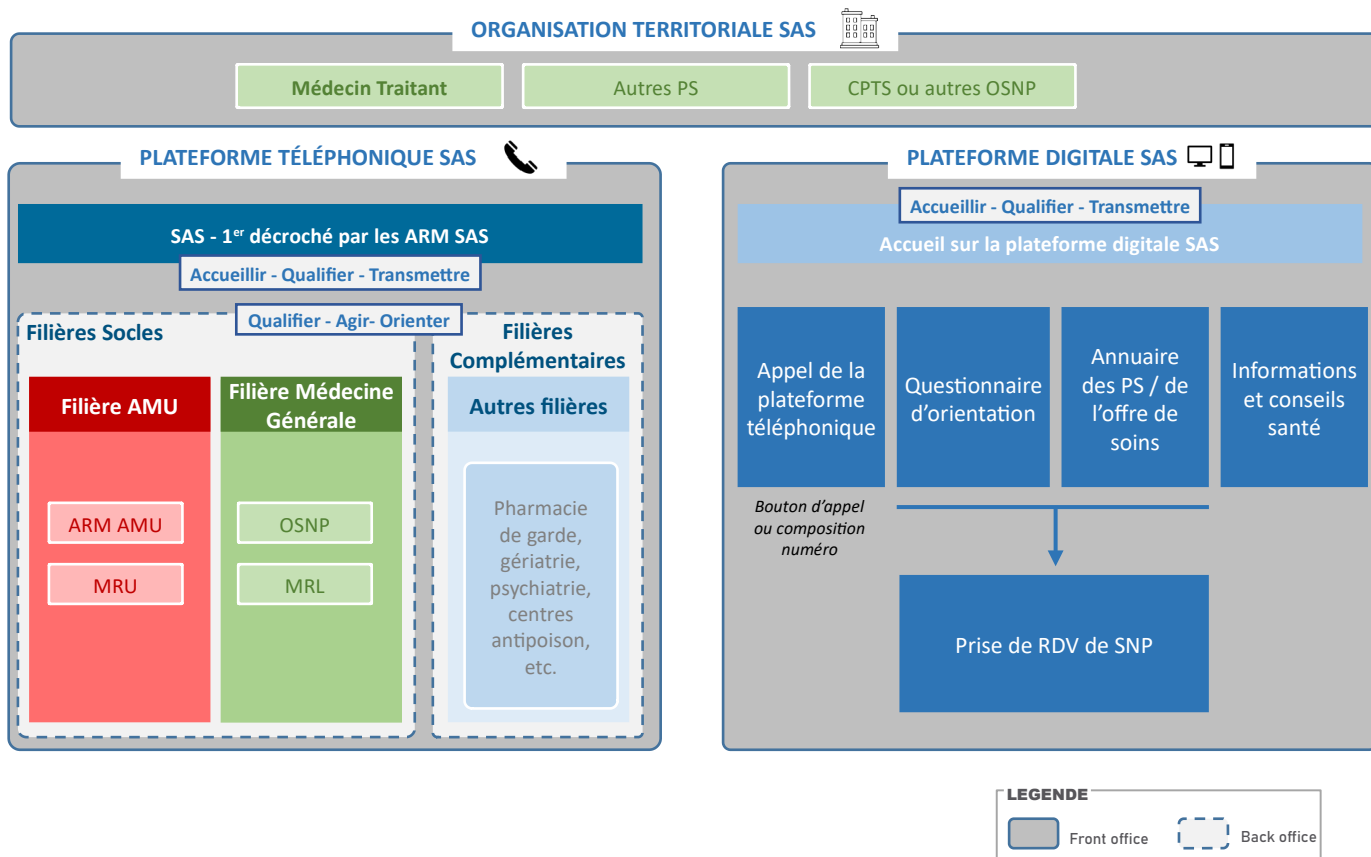 ORGANISATION TERRITORIALE SAS
Médecin Traitant
Autres PS
CPTS ou autres OSNP
PLATEFORME TÉLÉPHONIQUE SAS
SAS - 1er décroché par les ARM SAS
Accueillir - Qualifier - Transmettre
Qualifier - Agir- Orienter
Filières Socles
Filière AMU
ARM AMU
MRU
Filière Médecine
Générale
OSNP
MRL
Filières
Complémentaires
Autres filières
Pharmacie
de garde,
gériatrie,
psychiatrie,
centres
antipoison,
etc.
PLATEFORME DIGITALE SAS
Accueillir - Qualifier - Transmettre
Accueil sur la plateforme digitale SAS
Appel de la
plateforme
téléphonique
Bouton d’appel
ou composition
numéro
Questionnaire
d’orientation
Annuaire
des PS / de
l’offre de
soins
Informations
et conseils
santé
Prise de RDV de SNP
LEGENDE
Front office
Back office